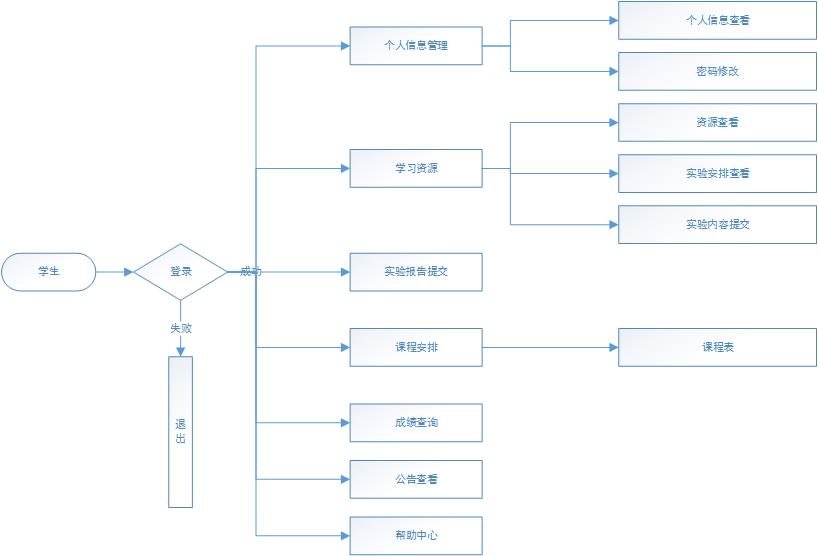 个人信息查看
个人信息管理
密码修改
资源查看
学习资源
实验安排查看
实验内容提交
学生
登录
成功
实验报告提交
失败
课程安排
课程表
退
出
成绩查询
公告查看
帮助中心